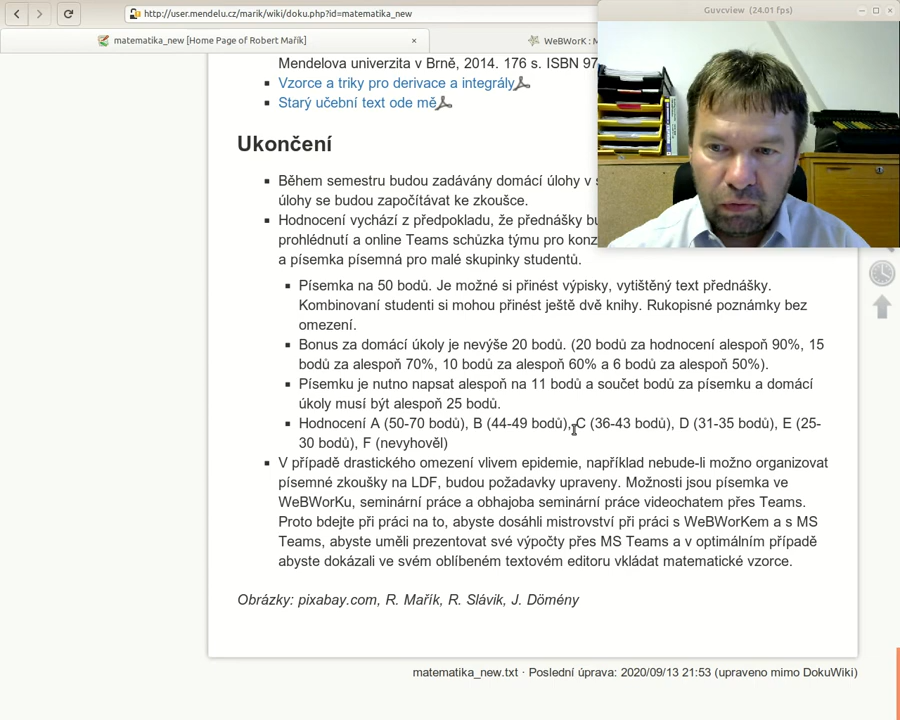 Guvcview (24.01 fps)
http://user.mendelu.cz/marik/wiki/doku.php?id=matematika_new
matematika_new [Home Page of Robert Mařík] ×
WeBWorK : M
Mendelova univerzita v Brně, 2014. 176 s. ISBN 97
Vzorce a triky pro derivace a integrály
Starý učební text ode mě
Ukončení
Během semestru budou zadávány domácí úlohy v s
úlohy se budou započítávat ke zkoušce.
Hodnocení vychází z předpokladu, že přednášky bu
prohlédnutí a online Teams schůzka týmu pro konz
a písemka písemná pro malé skupinky studentů.
Písemka na 50 bodů. Je možné si přinést výpisky, vytištěný text přednášky.
Kombinovaní studenti si mohou přinést ještě dvě knihy. Rukopisné poznámky bez
omezení.
Bonus za domácí úkoly je nevýše 20 bodů. (20 bodů za hodnocení alespoň 90%, 15
bodů za alespoň 70%, 10 bodů za alespoň 60% a 6 bodů za alespoň 50%).
Písemku je nutno napsat alespoň na 11 bodů a součet bodů za písemku a domácí
úkoly musí být alespoň 25 bodů.
Hodnocení A (50-70 bodů), B (44-49 bodů), C (36-43 bodů), D (31-35 bodů), E (25-
30 bodů), F (nevyhověl)
V případě drastického omezení vlivem epidemie, například nebude-li možno organizovat
písemné zkoušky na LDF, budou požadavky upraveny. Možnosti jsou písemka ve
WeBWorKu, seminární práce a obhajoba seminární práce videochatem přes Teams.
Proto bdejte při práci na to, abyste dosáhli mistrovství při práci s WeBWorKem a s MS
Teams, abyste uměli prezentovat své výpočty přes MS Teams a v optimálním případě
abyste dokázali ve svém oblíbeném textovém editoru vkládat matematické vzorce.
Obrázky: pixabay.com, R. Mařík, R. Slávik, J. Dömény
matematika_new.txt · Poslední úprava: 2020/09/13 21:53 (upraveno mimo DokuWiki)